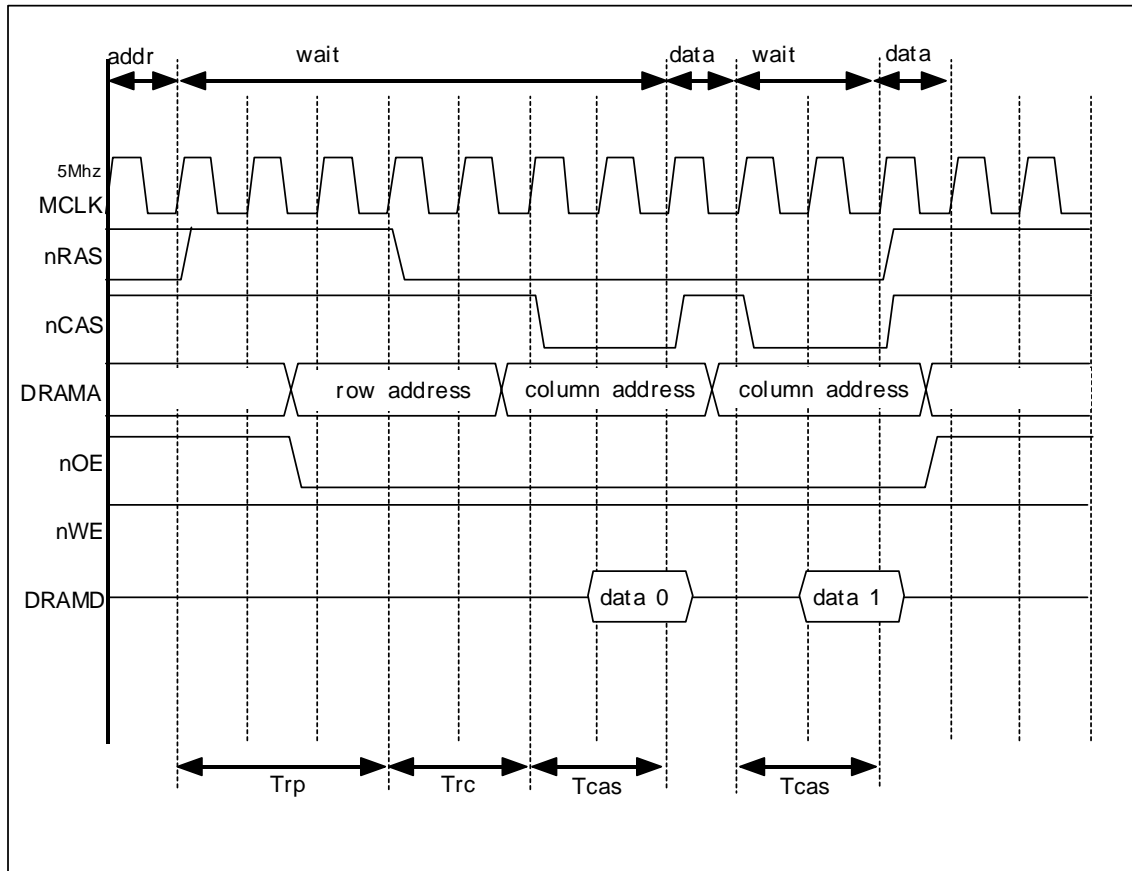 addr wait data wait data
5Mhz
MCLK
nRAS
nCAS
DRAMA row address column address column address
nOE
nWE
DRAMD data 0 data 1
Trp Trc Tcas Tcas